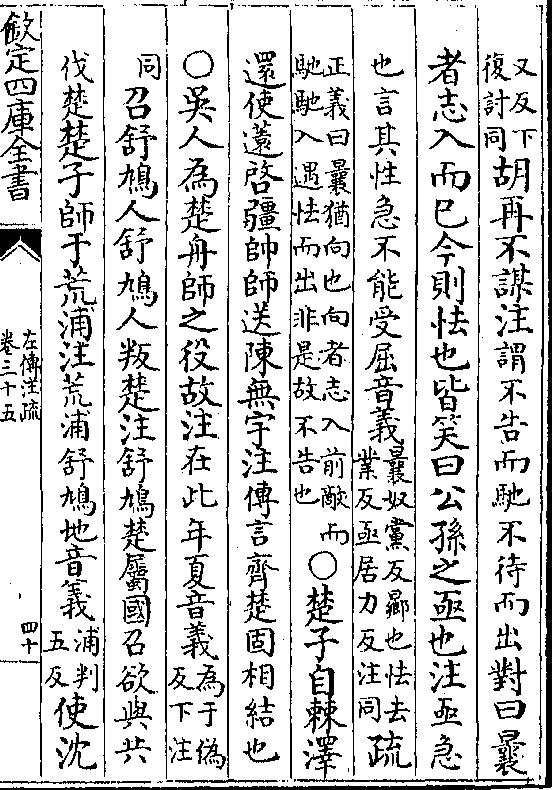 又反下
復討同
胡再不謀注謂不告而馳不待而出對曰曩
者志入而已今則怯也皆笑曰公孫之亟也注亟急
也言其性急不能受屈音義
曩奴黨反曏也怯去
業反亟居力反注同
疏
正義曰曩猶向也向者志入前敵而
馳馳入遇怯而出非是故不告也
○楚子自棘澤
還使薳啓疆帥師送陳無宇注傳言齊楚固相結也
○吳人為楚舟師之役故注在此年夏音義
為于偽
反下注
同
召舒鳩人舒鳩人叛楚注舒鳩楚屬國召欲與共
伐楚楚子師于荒浦注荒浦舒鳩地音義
浦判
五反
使沈
欽定四庫全書
左傳注疏
卷三十五
四十